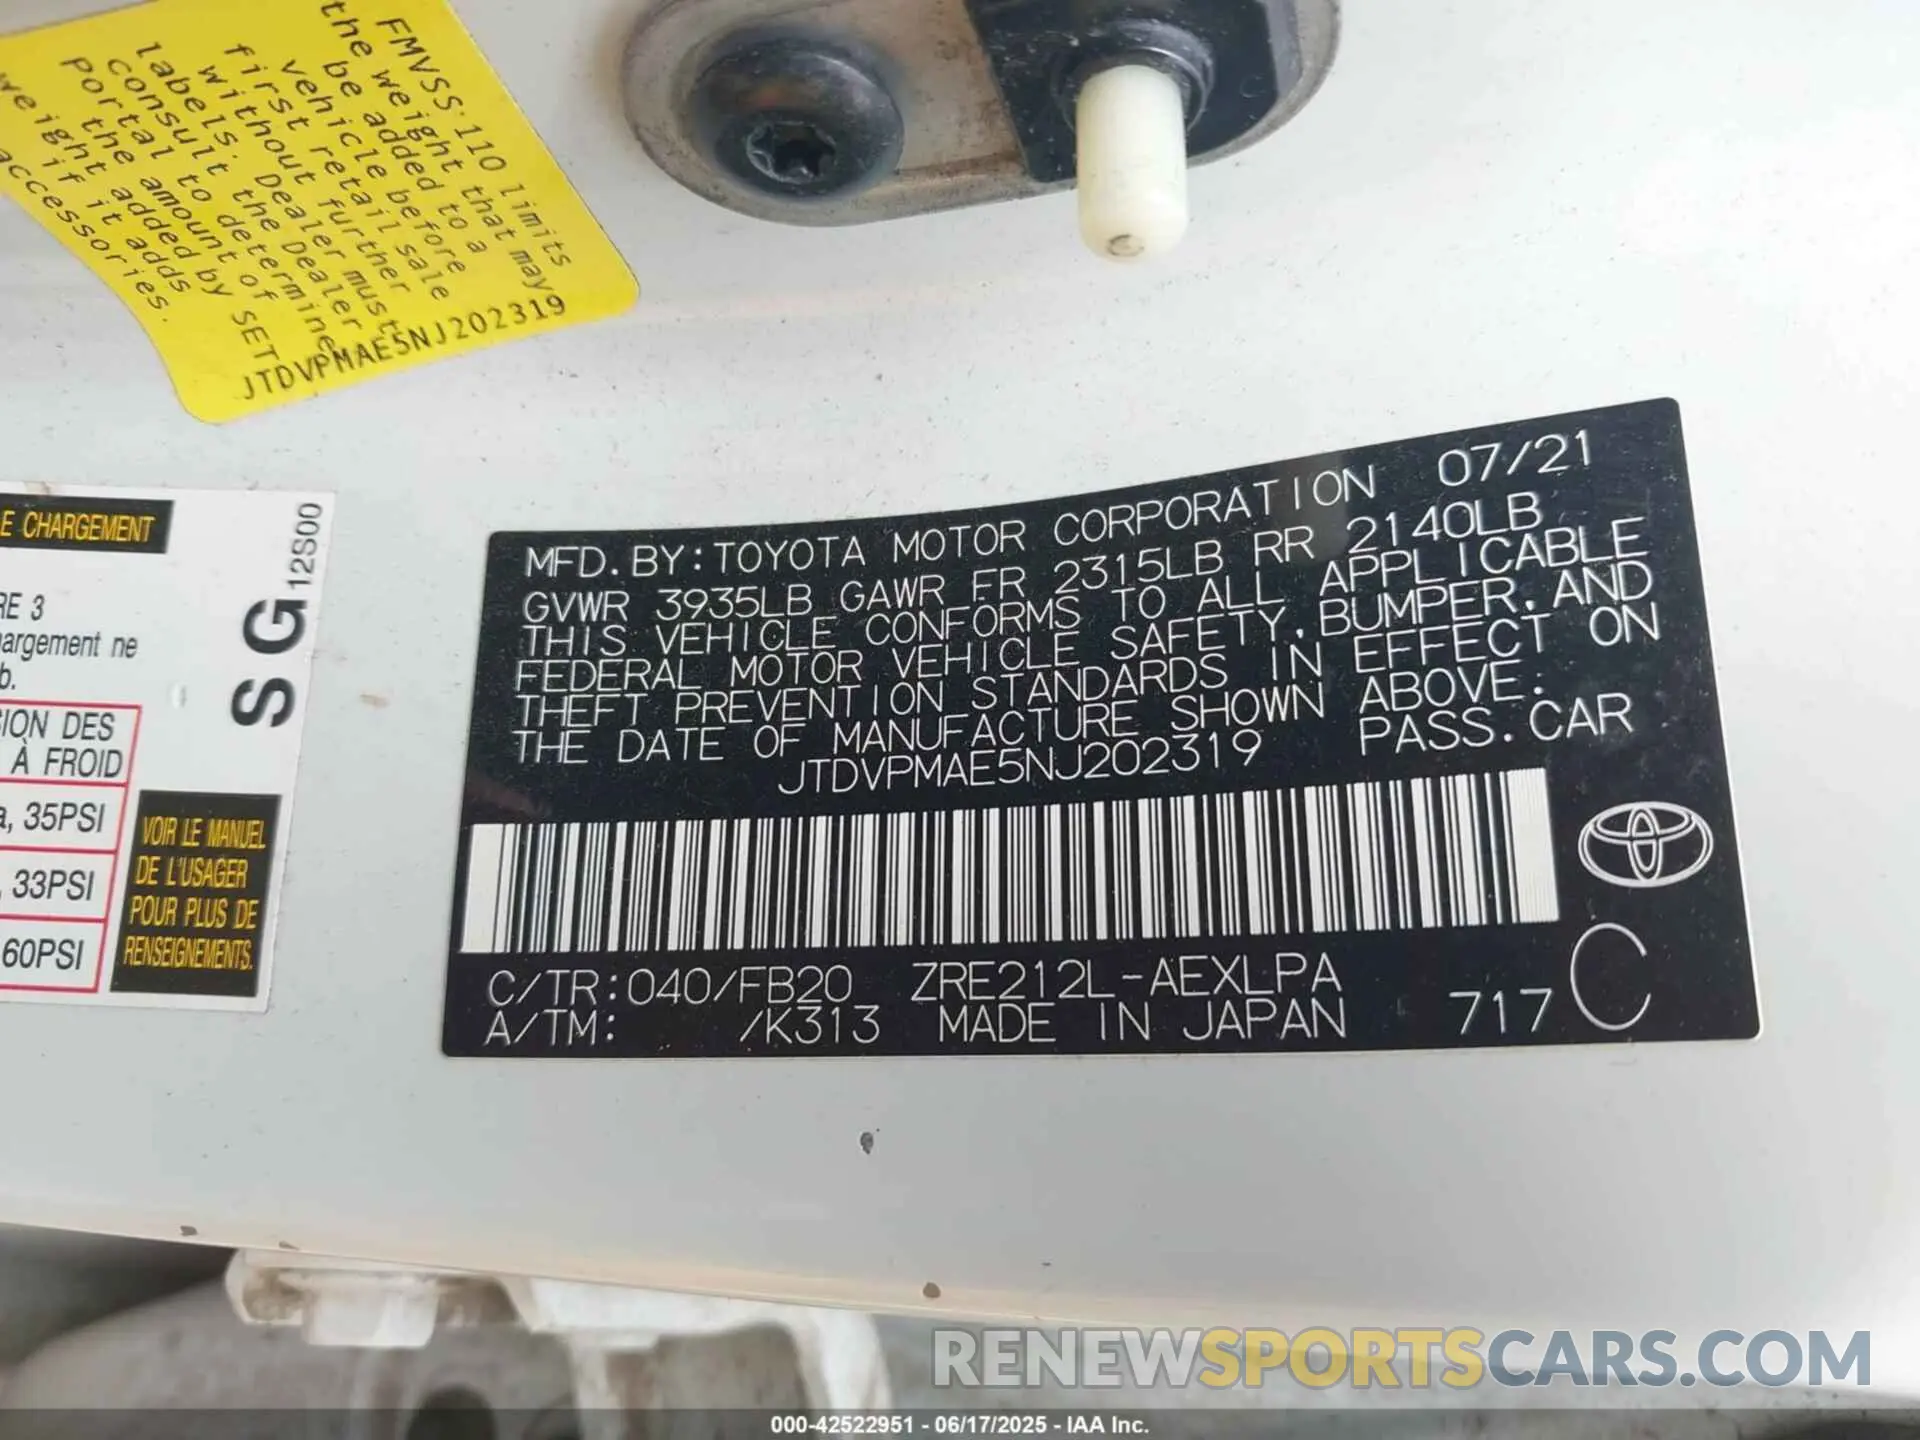 FMVSS-110 limits
the weight that may
be added to a
vehicle before
first retail sale
without further
labels. Dealer must
consult the Dealer
Portal to determine
the amount of
weight added by SET
if it adds
accessories.
JTDVPMAE5NJ202319
E CHARGEMENT
RE 3
argement ne
b.
SION DES
À FROID
a, 35PSI
, 33PSI
60PSI
S G 12S00
VOIR LE MANUEL
DE L'USAGER
POUR PLUS DE
RENSEIGNEMENTS.
MFD. BY: TOYOTA MOTOR CORPORATION 07/21
GVWR 3935LB GAWR FR 2315LB RR 2140LB
THIS VEHICLE CONFORMS TO ALL APPLICABLE
FEDERAL MOTOR VEHICLE SAFETY, BUMPER, AND
THEFT PREVENTION STANDARDS IN EFFECT ON
THE DATE OF MANUFACTURE SHOWN ABOVE.
JTDVPMAE5NJ202319 PASS. CAR
C/TR: 040/FB20 ZRE212L-AEXLPA
A/TM: /K313 MADE IN JAPAN 717 C
RENEWSPORTSCARS.COM
000-42522951 - 06/17/2025 - IAA Inc.